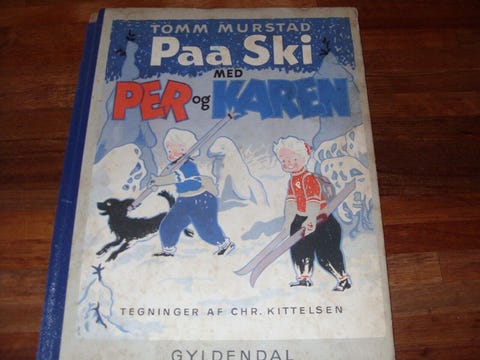 TOMM MURSTAD
Paa Ski
MED
PER og KAREN
TEGNINGER AF CHR. KITTELSEN
GYLDENDAL